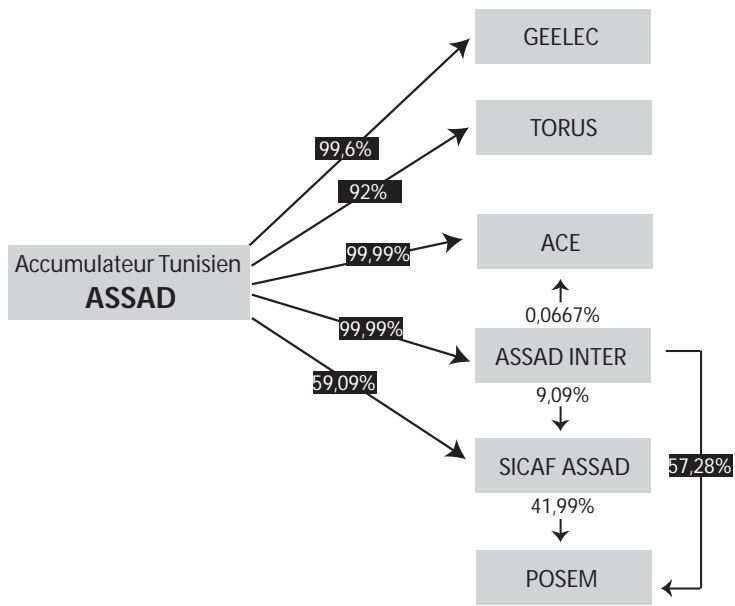 GEELEC
99,6%
TORUS
92%
ACE
99,99%
Accumulateur Tunisien
ASSAD
0,0667%
99,99%
ASSAD INTER
59,09%
9,09%
SICAF ASSAD
57,28%
41,99%
POSEM